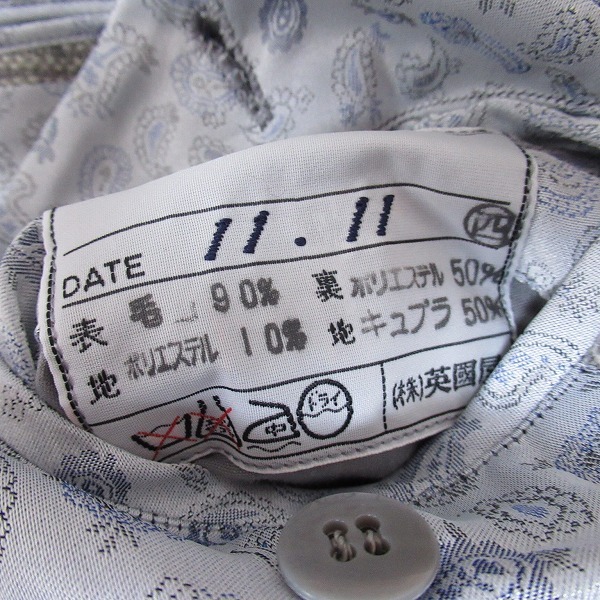 DATE 11.11
表 毛 90% 裏 ポリエステル 50%
地 ポリエステル 10% 地 キュプラ 50%
中 ドライ (株)英國屋